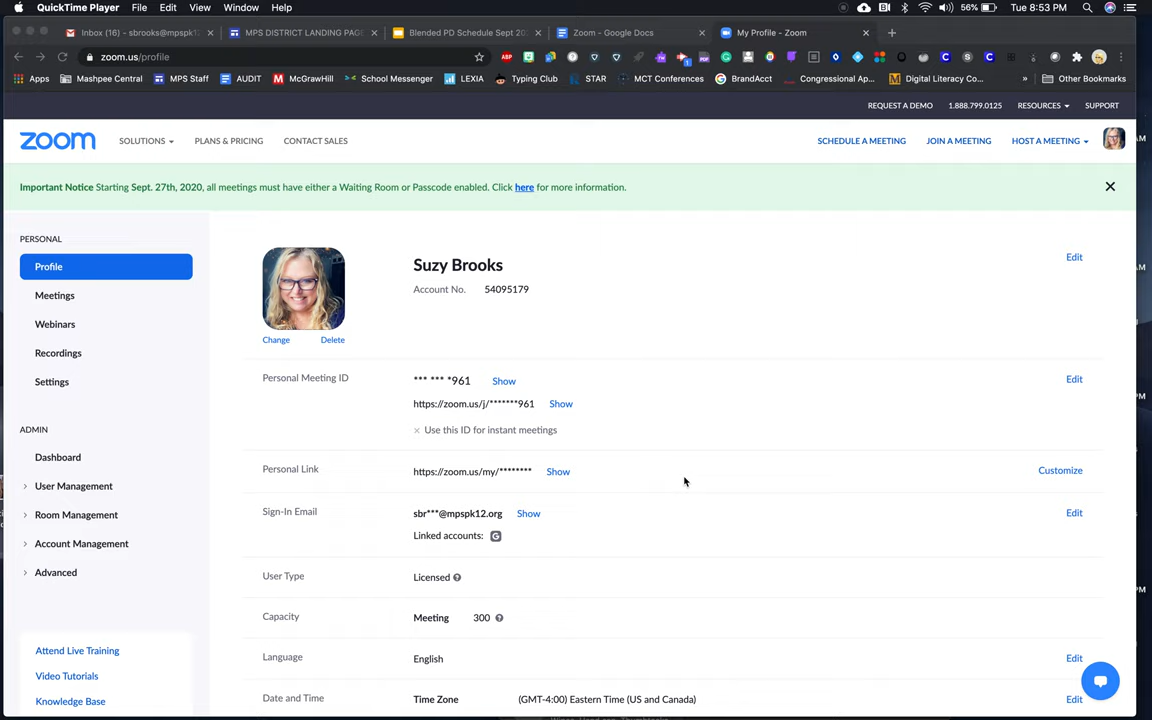 QuickTime Player File Edit View Window Help 56% Tue 8:53 PM
Inbox (16) - sbrooks@mpspk12. MPS DISTRICT LANDING PAGE Blended PD Schedule Sept 20 Zoom - Google Docs My Profile - Zoom
zoom.us/profile
Apps Mashpee Central MPS Staff AUDIT McGrawHill School Messenger LEXIA Typing Club STAR MCT Conferences BrandAcct Congressional Ap... Digital Literacy Co... » Other Bookmarks
REQUEST A DEMO 1.888.799.0125 RESOURCES SUPPORT
zoom SOLUTIONS PLANS & PRICING CONTACT SALES SCHEDULE A MEETING JOIN A MEETING HOST A MEETING
Important Notice Starting Sept. 27th, 2020, all meetings must have either a Waiting Room or Passcode enabled. Click here for more information.
PERSONAL
Profile
Meetings
Webinars
Recordings
Settings
ADMIN
Dashboard
User Management
Room Management
Account Management
Advanced
Attend Live Training
Video Tutorials
Knowledge Base
Change Delete
Suzy Brooks Edit
Account No. 54095179
Personal Meeting ID *** *** *961 Show Edit
https://zoom.us/j/*******961 Show
× Use this ID for instant meetings
Personal Link https://zoom.us/my/******** Show Customize
Sign-In Email sbr***@mpspk12.org Show Edit
Linked accounts:
User Type Licensed
Capacity Meeting 300
Language English Edit
Date and Time Time Zone (GMT-4:00) Eastern Time (US and Canada) Edit